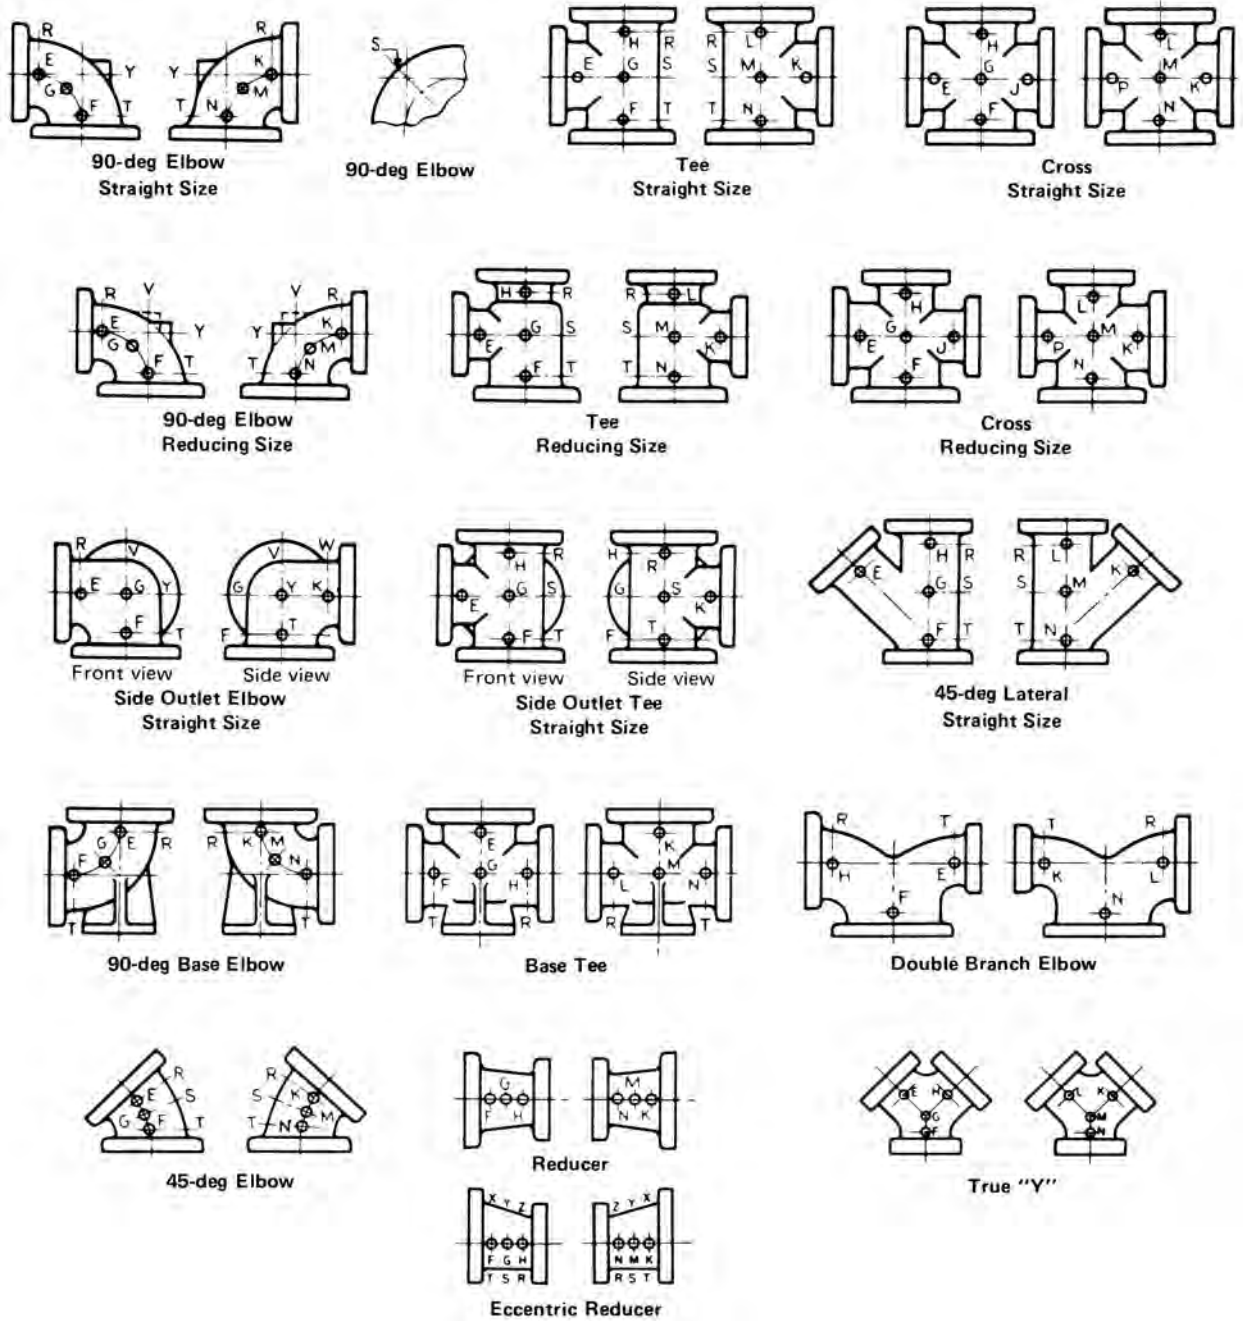 R R S H R R L H L
E Y Y K E G S S M K E G J P M K
G F T T N M F T T N F N
90-deg Elbow
Straight Size
90-deg Elbow
Tee
Straight Size
Cross
Straight Size
V V
R R H R R L H L
E Y Y K G S S M G M
G F T T N M E F T T N K E F J P N K
90-deg Elbow
Reducing Size
Tee
Reducing Size
Cross
Reducing Size
R V V W H R H R H R R L
E G Y G Y K E G S G S K E G S S M K
F T F T F T F T F T T N
Front view Side view
Side Outlet Elbow
Straight Size
Front view Side view
Side Outlet Tee
Straight Size
45-deg Lateral
Straight Size
G E R R K M E K R T T R
F N F G H L M N H E K L
T T T R R T F N
90-deg Base Elbow
Base Tee
Double Branch Elbow
E R S R S K G M E H L K
G F T T N M F H N K G F M N
45-deg Elbow
Reducer
True "Y"
X Y Z Z Y X
F G H N M K
T S R R S T
Eccentric Reducer